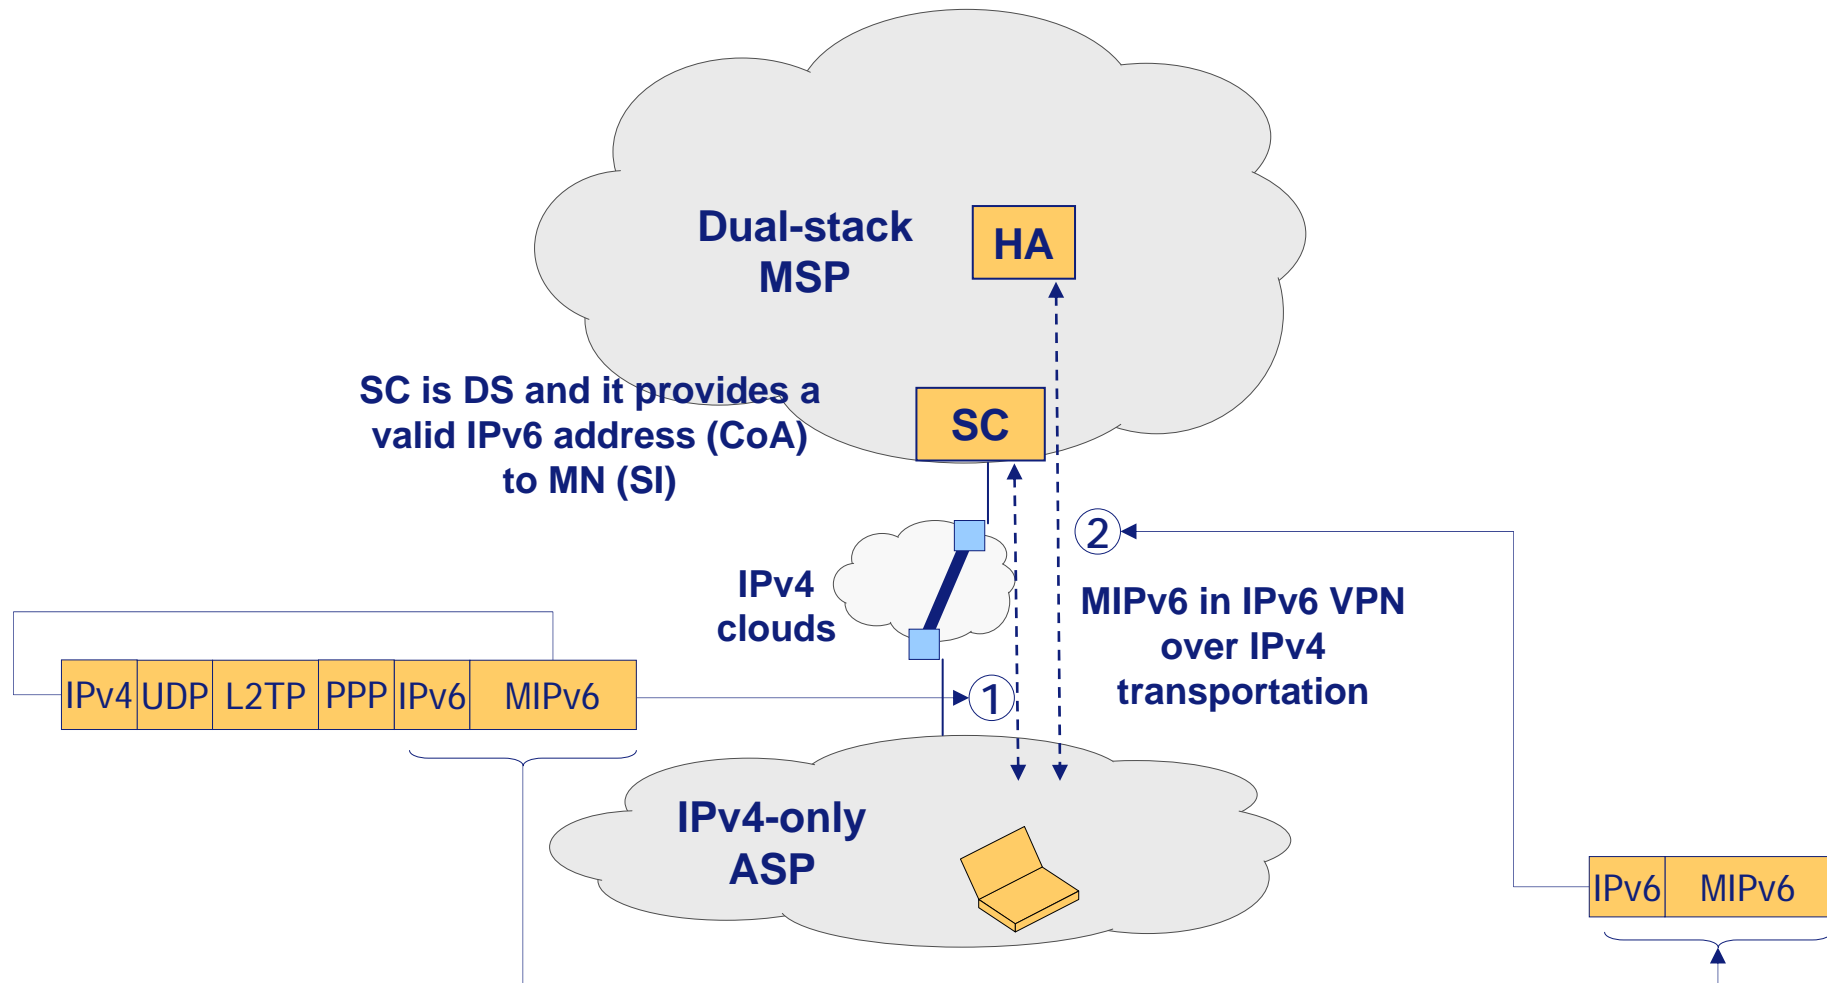 Dual-stack
MSP
HA
SC is DS and it provides a
valid IPv6 address (CoA)
to MN (SI)
SC
2
IPv4
clouds
MIPv6 in IPv6 VPN
over IPv4
transportation
IPv4 UDP L2TP PPP IPv6 MIPv6
1
IPv4-only
ASP
IPv6 MIPv6